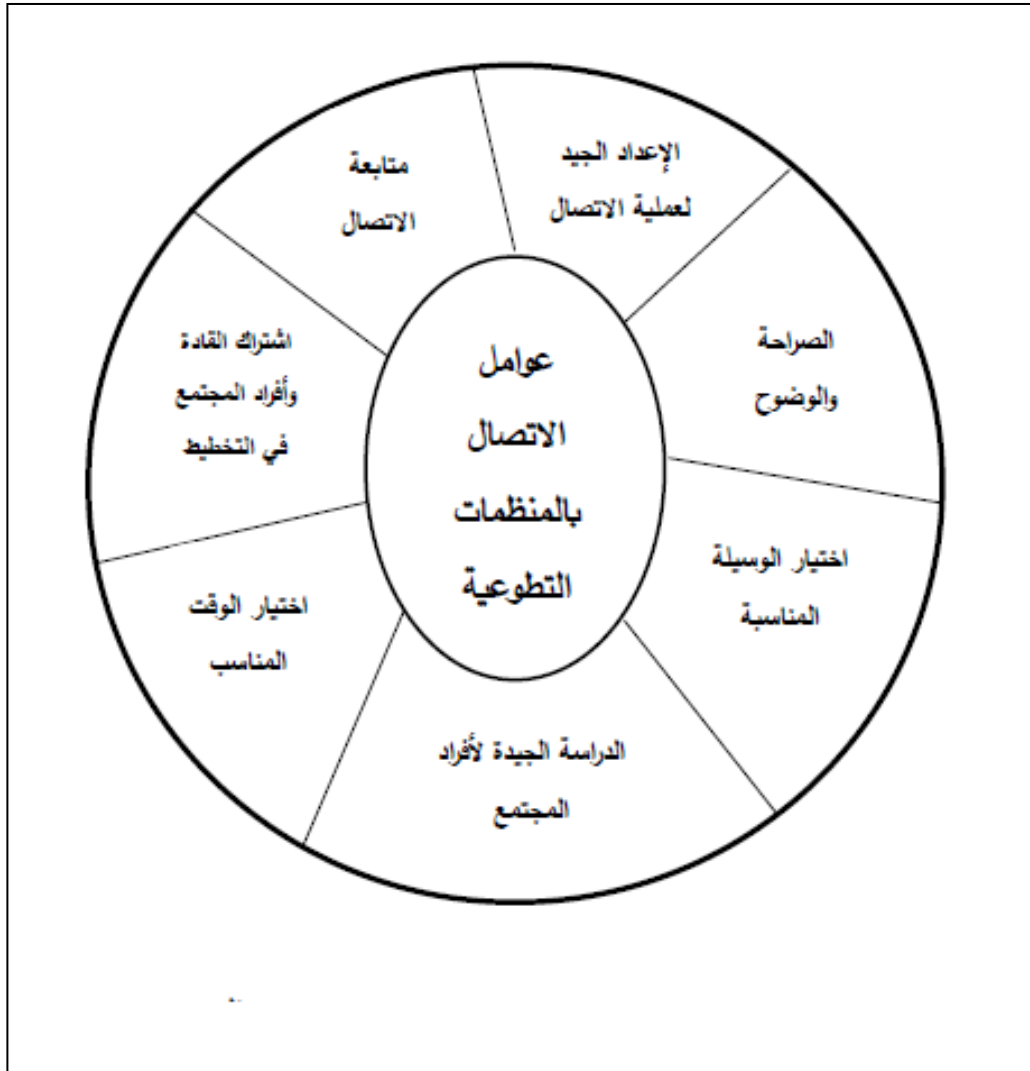 الإعداد الجيد
لعملية الاتصال
الصراحة
والوضوح
اختيار الوسيلة
المناسبة
الدراسة الجيدة لأفراد
المجتمع
اختيار الوقت
المناسب
اشتراك القادة
وأفراد المجتمع
في التخطيط
متابعة
الاتصال
عوامل
الاتصال
بالمنظمات
التطوعية